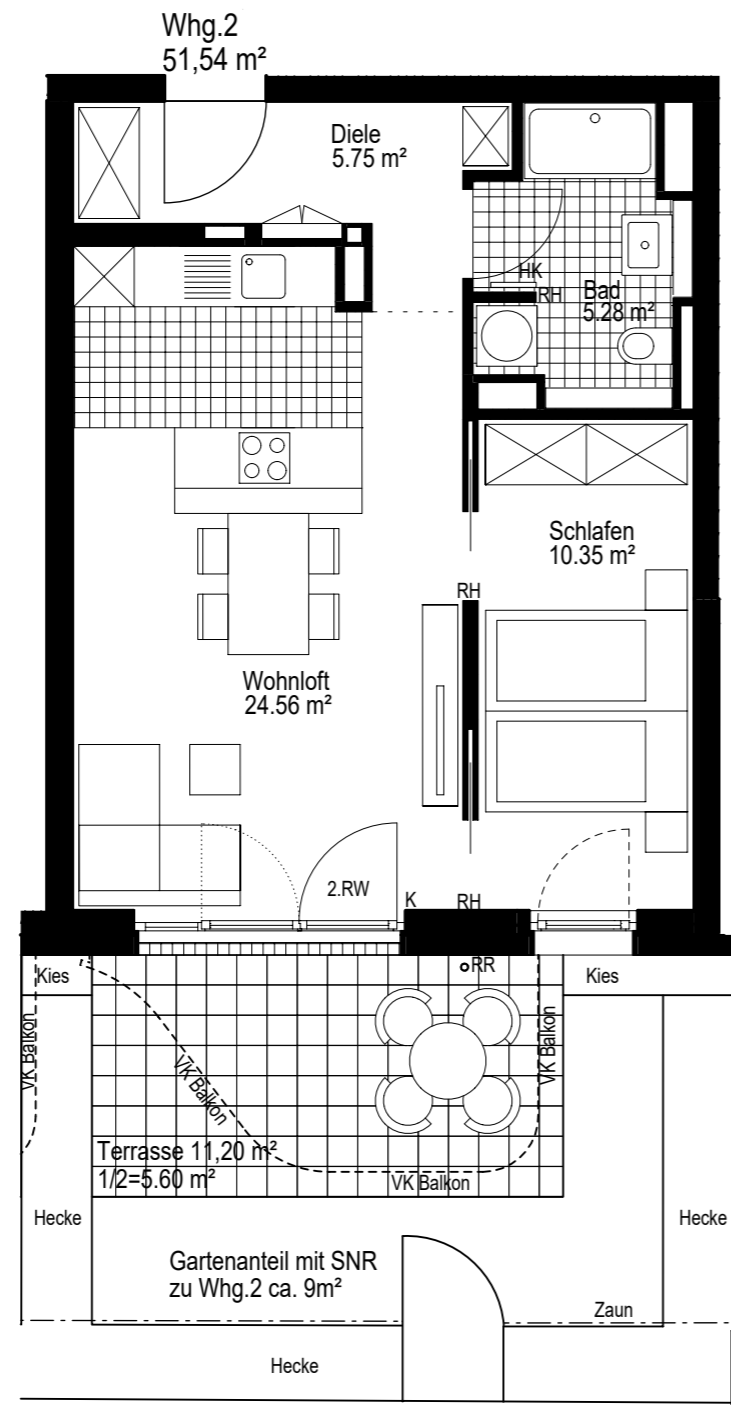 Whg.2
51,54 m²
Diele
5.75 m²
HK
RH
Bad
5.28 m²
Schlafen
10.35 m²
RH
Wohnloft
24.56 m²
2.RW
K
RH
RR
Kies
Kies
VK Balkon
VK Balkon
VK Balkon
Terrasse 11,20 m²
1/2=5.60 m²
VK Balkon
Hecke
Hecke
Gartenanteil mit SNR
zu Whg.2 ca. 9m²
Zaun
Hecke